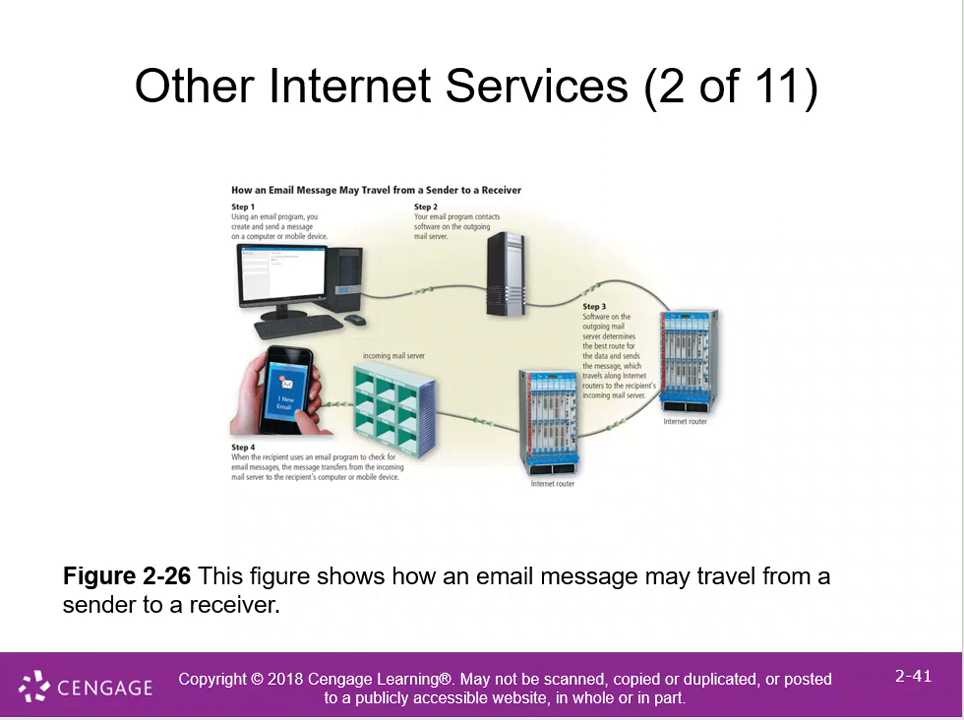 Other Internet Services (2 of 11)
How an Email Message May Travel from a Sender to a Receiver
Step 1
Using an email program, you
create and send a message
on a computer or mobile device.
Step 2
Your email program contacts
software on the outgoing
mail server.
Step 3
Software on the
outgoing mail
server determines
the best route for
the data and sends
the message, which
travels along Internet
routers to the recipient's
incoming mail server.
Internet router
Internet router
incoming mail server
1 New
Email
Step 4
When the recipient uses an email program to check for
email messages, the message transfers from the incoming
mail server to the recipient's computer or mobile device.
Figure 2-26 This figure shows how an email message may travel from a
sender to a receiver.
CENGAGE
Copyright © 2018 Cengage Learning®. May not be scanned, copied or duplicated, or posted
to a publicly accessible website, in whole or in part.
2-41